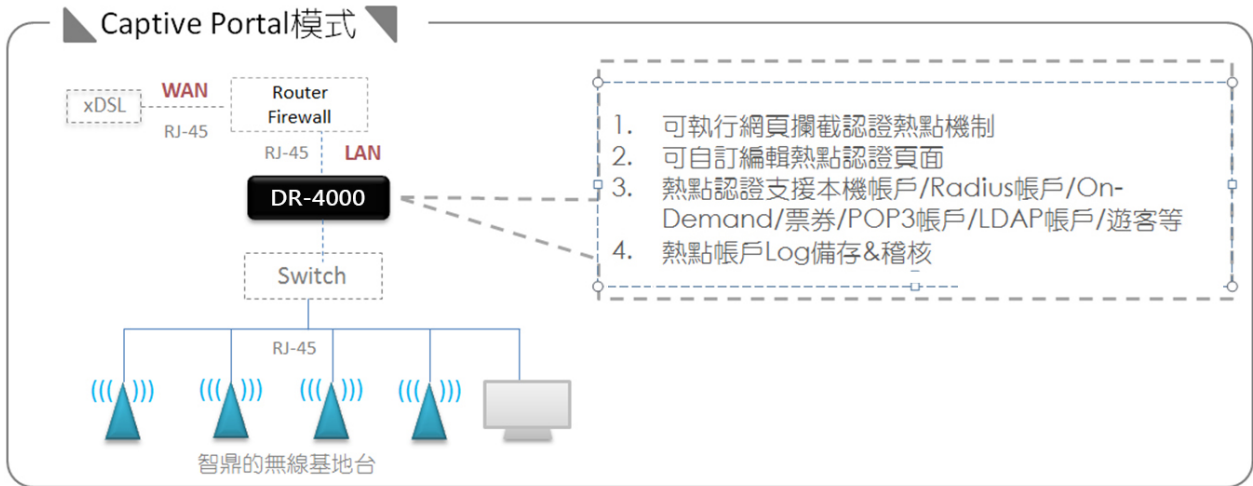 Captive Portal模式
xDSL
WAN
RJ-45
Router
Firewall
RJ-45
LAN
DR-4000
Switch
RJ-45
智鼎的無線基地台
1. 可執行網頁攔截認證熱點機制
2. 可自訂編輯熱點認證頁面
3. 熱點認證支援本機帳戶/Radius帳戶/On-
Demand/票券/POP3帳戶/LDAP帳戶/遊客等
4. 熱點帳戶Log備存&稽核